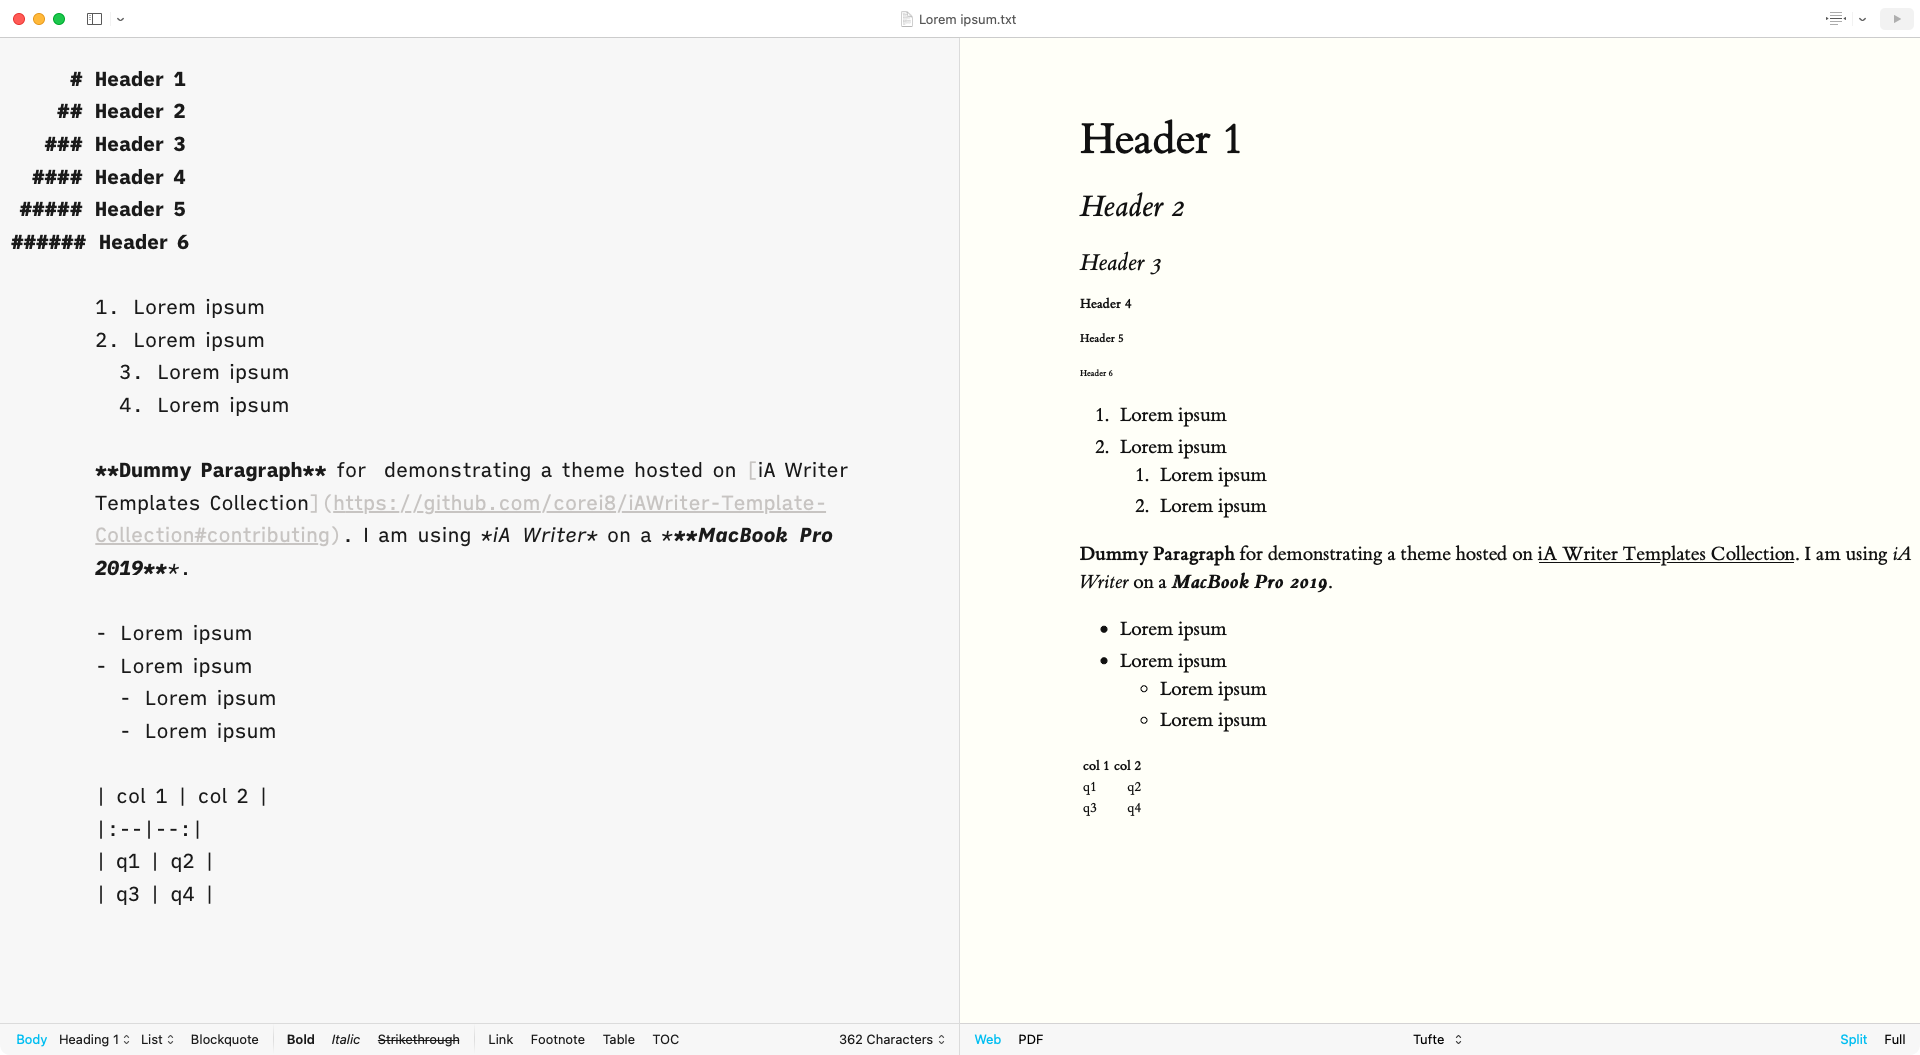 Lorem ipsum.txt
# Header 1
## Header 2
### Header 3
#### Header 4
##### Header 5
###### Header 6
1. Lorem ipsum
2. Lorem ipsum
3. Lorem ipsum
4. Lorem ipsum
**Dummy Paragraph** for  demonstrating a theme hosted on [iA Writer
Templates Collection](https://github.com/corei8/iAWriter-Template-
Collection#contributing). I am using *iA Writer* on a ***MacBook Pro
2019***.
- Lorem ipsum
- Lorem ipsum
- Lorem ipsum
- Lorem ipsum
| col 1 | col 2 |
|:--|--:|
| q1 | q2 |
| q3 | q4 |
Header 1
Header 2
Header 3
Header 4
Header 5
Header 6
1. Lorem ipsum
2. Lorem ipsum
1. Lorem ipsum
2. Lorem ipsum
Dummy Paragraph for demonstrating a theme hosted on iA Writer Templates Collection. I am using iA
Writer on a MacBook Pro 2019.
• Lorem ipsum
• Lorem ipsum
◦ Lorem ipsum
◦ Lorem ipsum
col 1 col 2
q1 q2
q3 q4
Body Heading 1 List Blockquote Bold Italic Strikethrough Link Footnote Table TOC 362 Characters
Web PDF Tufte Split Full